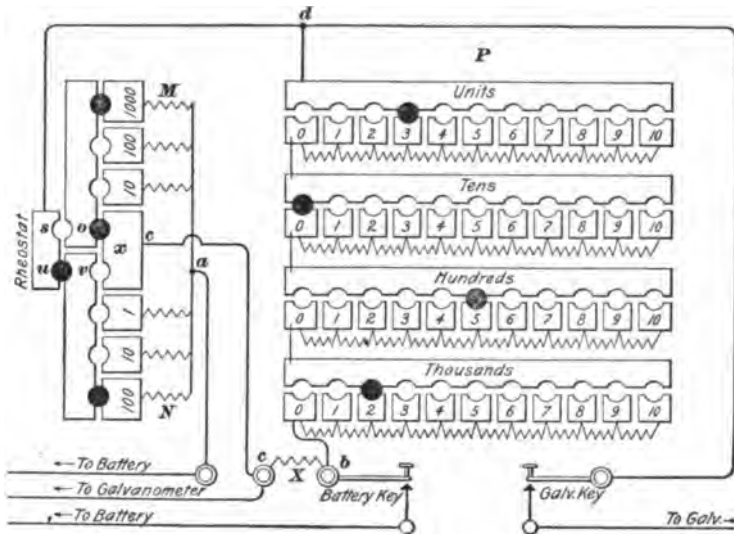 d
P
M
1000
100
10
Units
0 1 2 3 4 5 6 7 8 9 10
Tens
0 1 2 3 4 5 6 7 8 9 10
Rheostat
s o
x
c
u v
a
Hundreds
0 1 2 3 4 5 6 7 8 9 10
1
10
100
N
Thousands
0 1 2 3 4 5 6 7 8 9 10
←To Battery
c X b
←To Galvanometer
Battery Key
Galv. Key
←To Battery
To Galv.→